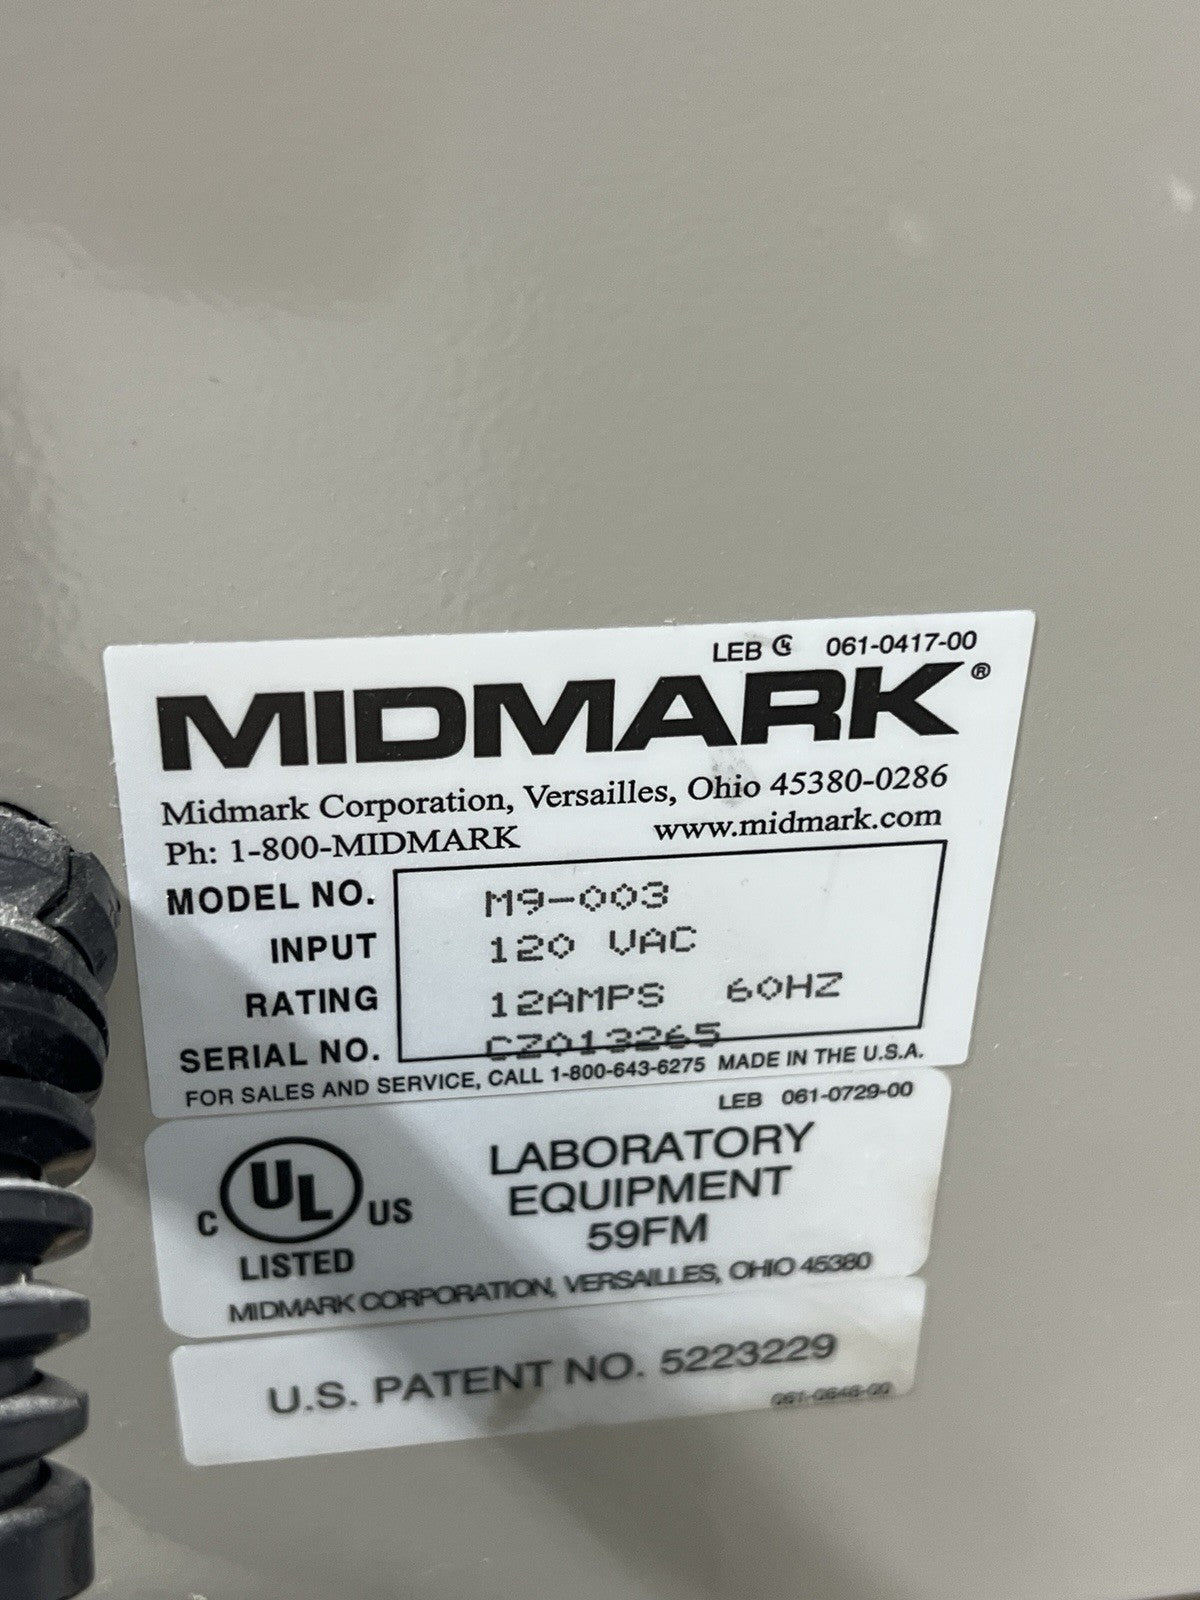 LEB 061-0417-00
MIDMARK®
Midmark Corporation, Versailles, Ohio 45380-0286
Ph: 1-800-MIDMARK www.midmark.com
MODEL NO. M9-003
INPUT 120 VAC
RATING 12AMPS 60HZ
SERIAL NO. CZ013265
FOR SALES AND SERVICE, CALL 1-800-643-6275 MADE IN THE U.S.A.
LEB 061-0729-00
C UL US
LISTED
LABORATORY
EQUIPMENT
59FM
MIDMARK CORPORATION, VERSAILLES, OHIO 45380
U.S. PATENT NO. 5223229
061-0648-00